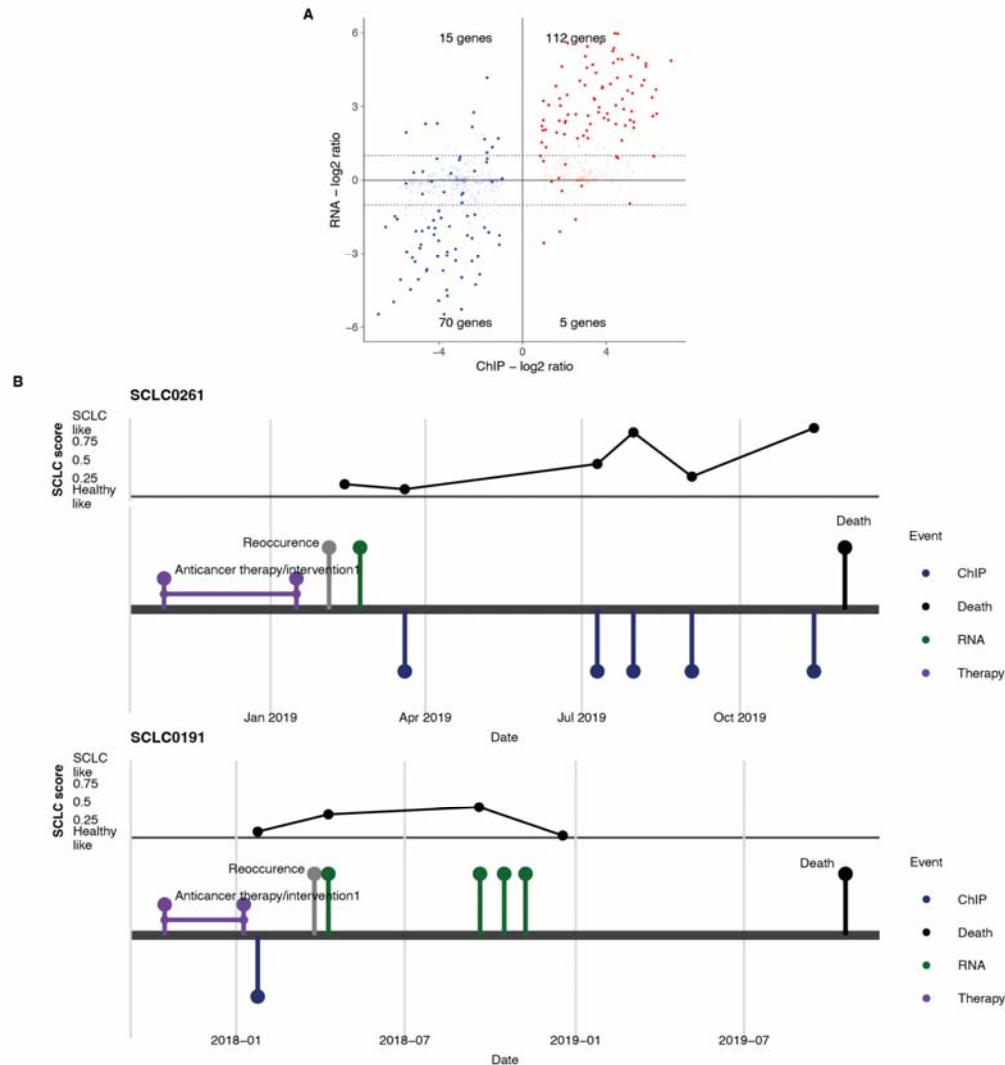 A
15 genes
112 genes
6
3
0
−3
−6
RNA − log2 ratio
70 genes
5 genes
−4
0
4
ChIP − log2 ratio
B
SCLC0261
SCLC score
SCLC
like
0.75
0.5
0.25
Healthy
like
Reoccurence
Anticancer therapy/intervention1
Death
Event
ChIP
Death
RNA
Therapy
Jan 2019
Apr 2019
Jul 2019
Oct 2019
Date
SCLC0191
SCLC score
SCLC
like
0.75
0.5
0.25
Healthy
like
Reoccurence
Anticancer therapy/intervention1
Death
Event
ChIP
Death
RNA
Therapy
2018−01
2018−07
2019−01
2019−07
Date